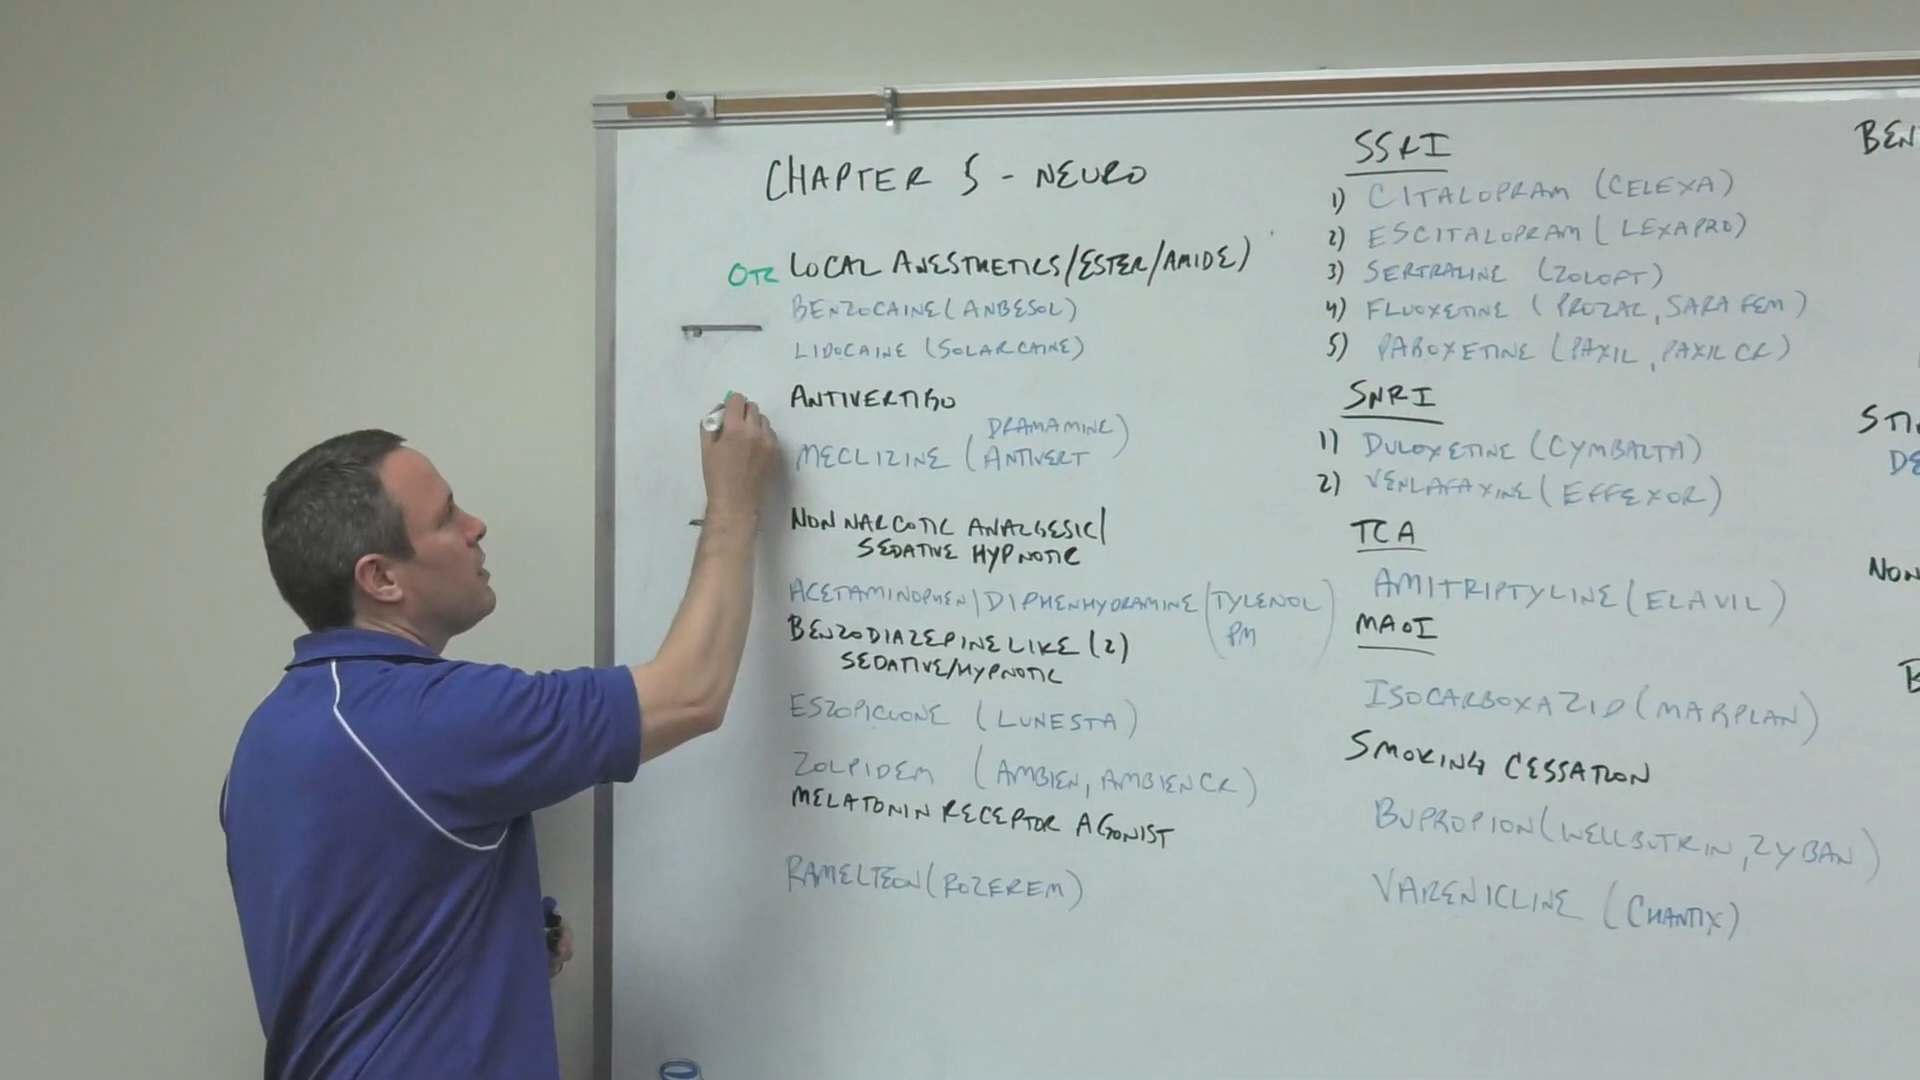 CHAPTER 5 - NEURO
OTC LOCAL ANESTHETICS/ESTER/AMIDE)
BENZOCAINE (ANBESOL)
LIDOCAINE (SOLARCAINE)
ANTIVERTIGO
DRAMAMINE)
MECLIZINE (ANTIVERT
NON NARCOTIC ANALGESIC/
SEDATIVE HYPNOTIC
ACETAMINOPHEN/DIPHENHYDRAMINE (TYLENOL
PM)
BENZODIAZEPINE LIKE (2)
SEDATIVE/HYPNOTIC
ESZOPICLONE (LUNESTA)
ZOLPIDEM (AMBIEN, AMBIEN CR)
MELATONIN RECEPTOR AGONIST
RAMELTEON (ROZEREM)
SSRI
1) CITALOPRAM (CELEXA)
2) ESCITALOPRAM (LEXAPRO)
3) SERTRALINE (ZOLOFT)
4) FLUOXETINE (PROZAC, SARAFEM)
5) PAROXETINE (PAXIL, PAXIL CR)
SNRI
1) DULOXETINE (CYMBALTA)
2) VENLAFAXINE (EFFEXOR)
TCA
AMITRIPTYLINE (ELAVIL)
MAOI
ISOCARBOXAZID (MARPLAN)
SMOKING CESSATION
BUPROPION (WELLBUTRIN, ZYBAN)
VARENICLINE (CHANTIX)
BEN
STI
DE
NON
B